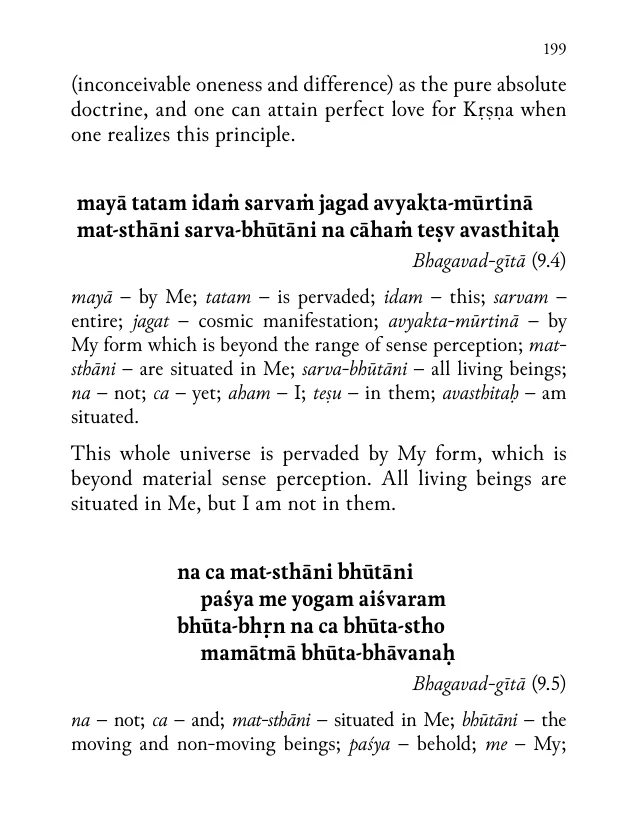 199
(inconceivable oneness and difference) as the pure absolute
doctrine, and one can attain perfect love for Kṛṣṇa when
one realizes this principle.
mayā tatam idaṁ sarvaṁ jagad avyakta-mūrtinā
mat-sthāni sarva-bhūtāni na cāhaṁ teṣv avasthitaḥ
Bhagavad-gītā (9.4)
mayā – by Me; tatam – is pervaded; idam – this; sarvam –
entire; jagat – cosmic manifestation; avyakta-mūrtinā – by
My form which is beyond the range of sense perception; mat-
sthāni – are situated in Me; sarva-bhūtāni – all living beings;
na – not; ca – yet; aham – I; teṣu – in them; avasthitaḥ – am
situated.
This whole universe is pervaded by My form, which is
beyond material sense perception. All living beings are
situated in Me, but I am not in them.
na ca mat-sthāni bhūtāni
paśya me yogam aiśvaram
bhūta-bhṛn na ca bhūta-stho
mamātmā bhūta-bhāvanaḥ
Bhagavad-gītā (9.5)
na – not; ca – and; mat-sthāni – situated in Me; bhūtāni – the
moving and non-moving beings; paśya – behold; me – My;